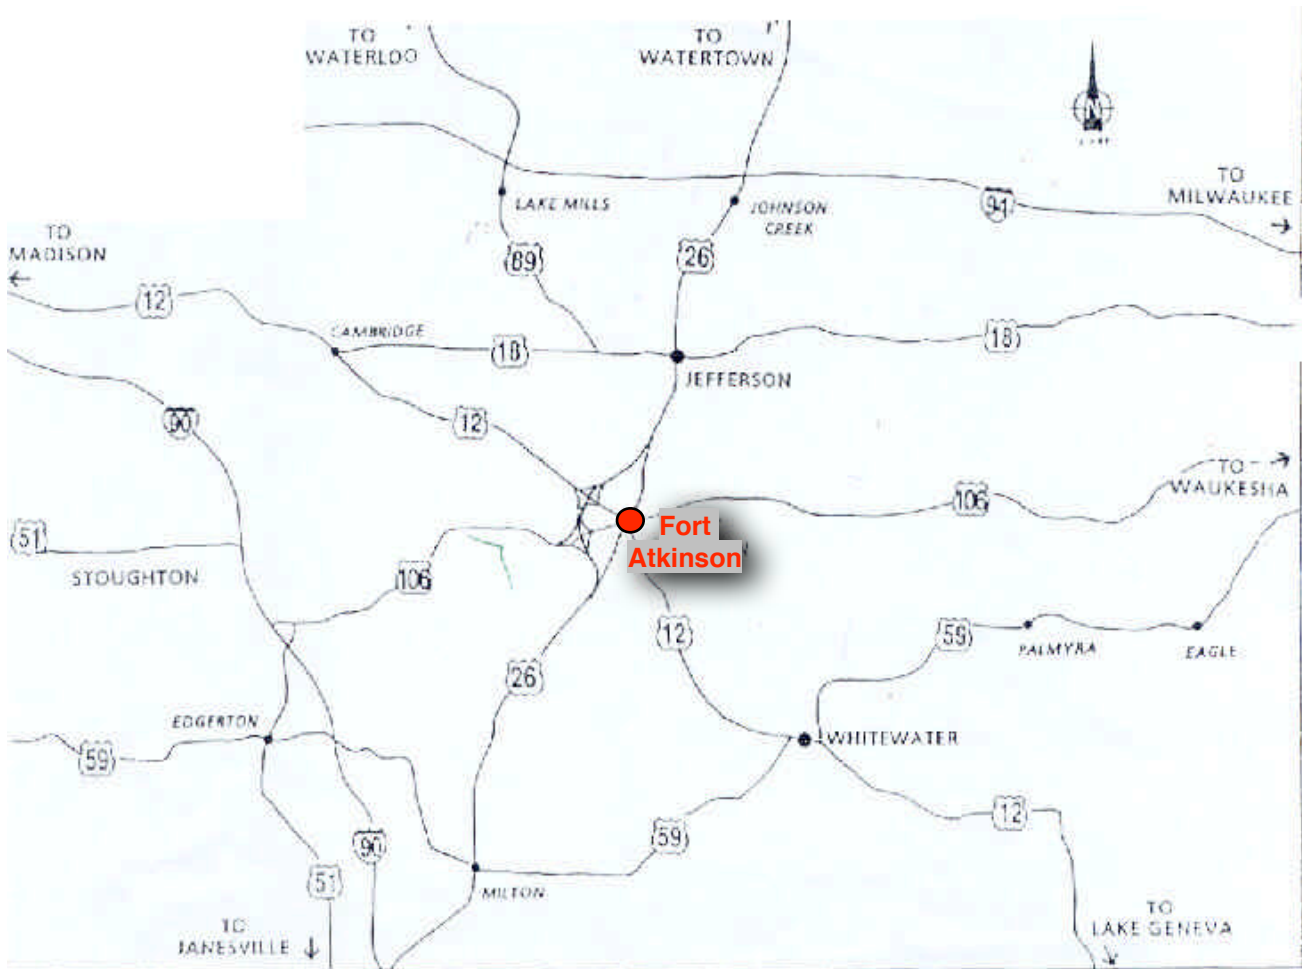 TO
WATERLOO
TO
WATERTOWN
N
TO
MILWAUKEE
LAKE MILLS
JOHNSON
CREEK
94
TO
MADISON
89
26
12
CAMBRIDGE
18
18
JEFFERSON
90
12
TO
WAUKESHA
106
Fort
Atkinson
51
STOUGHTON
106
12
59
PALMYRA
EAGLE
26
EDGERTON
59
WHITEWATER
12
59
90
51
MILTON
TO
JANESVILLE
TO
LAKE GENEVA